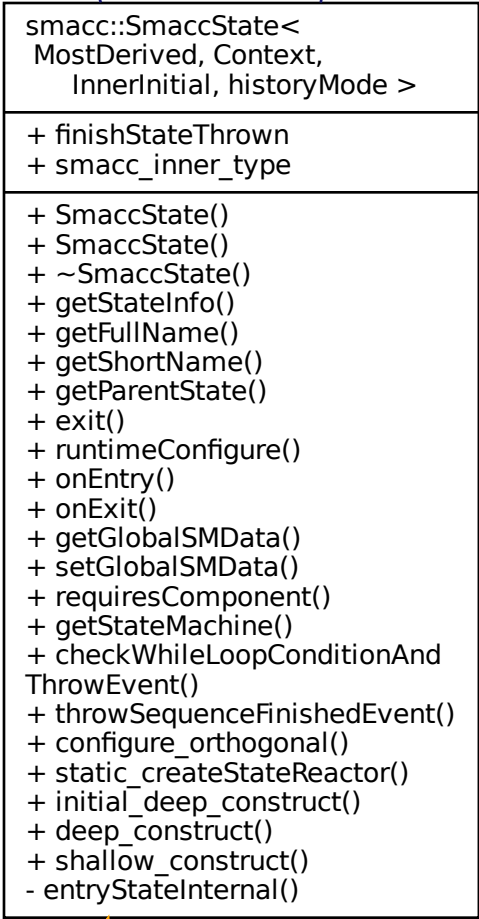 smacc::SmaccState<
MostDerived, Context,
InnerInitial, historyMode >
+ finishStateThrown
+ smacc_inner_type
+ SmaccState()
+ SmaccState()
+ ~SmaccState()
+ getStateInfo()
+ getFullName()
+ getShortName()
+ getParentState()
+ exit()
+ runtimeConfigure()
+ onEntry()
+ onExit()
+ getGlobalSMData()
+ setGlobalSMData()
+ requiresComponent()
+ getStateMachine()
+ checkWhileLoopConditionAnd
ThrowEvent()
+ throwSequenceFinishedEvent()
+ configure_orthogonal()
+ static_createStateReactor()
+ initial_deep_construct()
+ deep_construct()
+ shallow_construct()
- entryStateInternal()